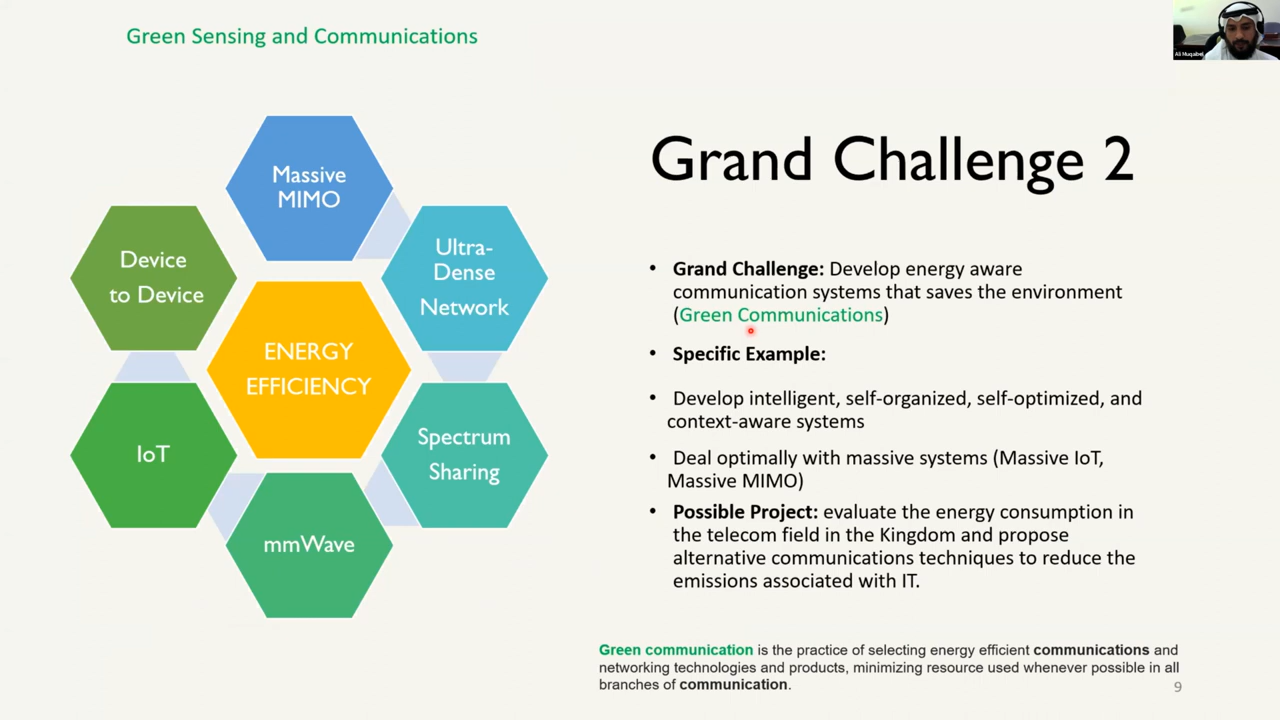 Green Sensing and Communications
Ali Muqaibel
Massive
MIMO
Device
to Device
Ultra-
Dense
Network
ENERGY
EFFICIENCY
IoT
Spectrum
Sharing
mmWave
Grand Challenge 2
• Grand Challenge: Develop energy aware
communication systems that saves the environment
(Green Communications)
• Specific Example:
• Develop intelligent, self-organized, self-optimized, and
context-aware systems
• Deal optimally with massive systems (Massive IoT,
Massive MIMO)
• Possible Project: evaluate the energy consumption in
the telecom field in the Kingdom and propose
alternative communications techniques to reduce the
emissions associated with IT.
Green communication is the practice of selecting energy efficient communications and
networking technologies and products, minimizing resource used whenever possible in all
branches of communication.
9